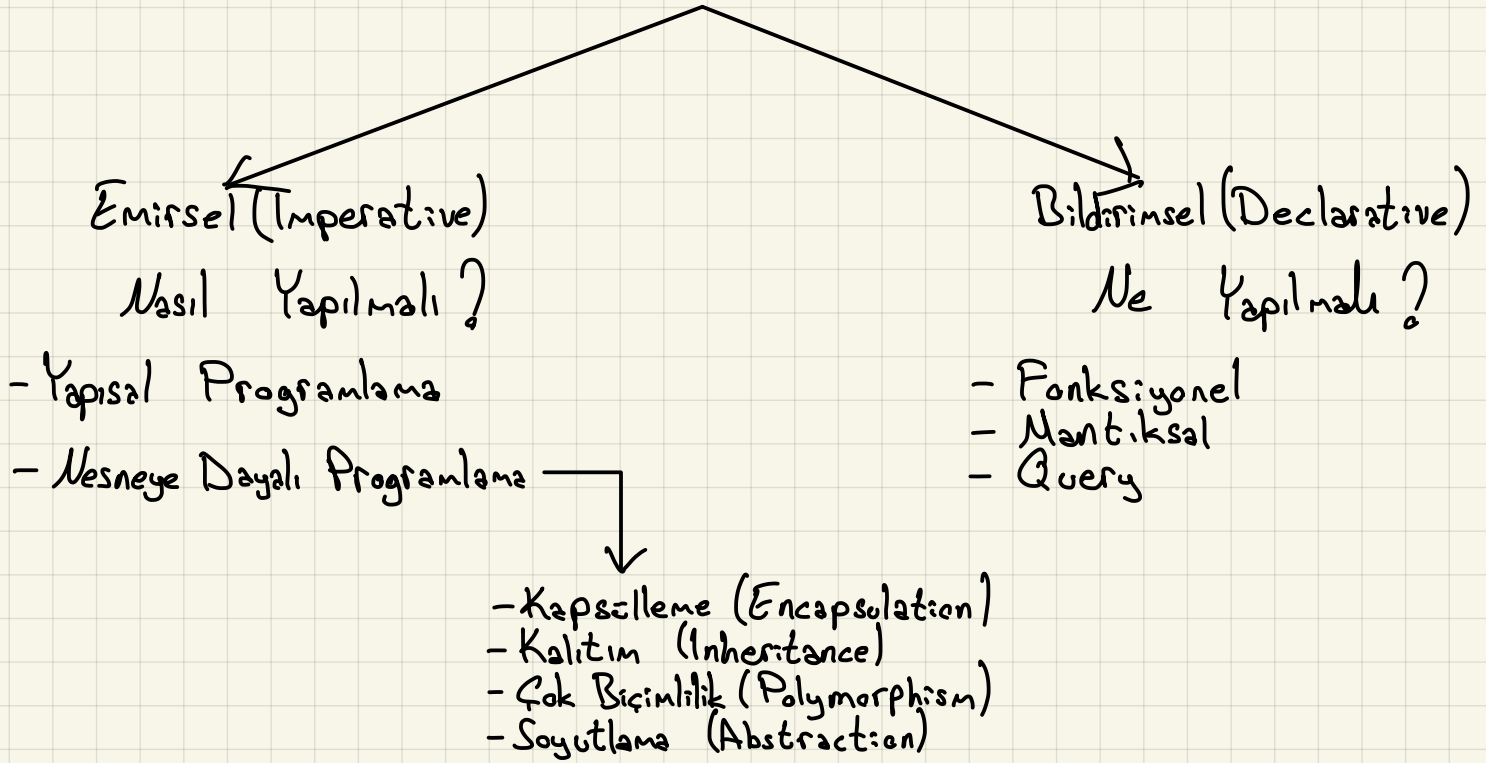 Emirsel (Imperative)
Nasıl Yapılmalı?
- Yapısal Programlama
- Nesneye Dayalı Programlama
Bildirimsel (Declarative)
Ne Yapılmalı?
- Fonksiyonel
- Mantıksal
- Query
- Kapsülleme (Encapsulation)
- Kalıtım (Inheritance)
- Çok Biçimlilik (Polymorphism)
- Soyutlama (Abstraction)